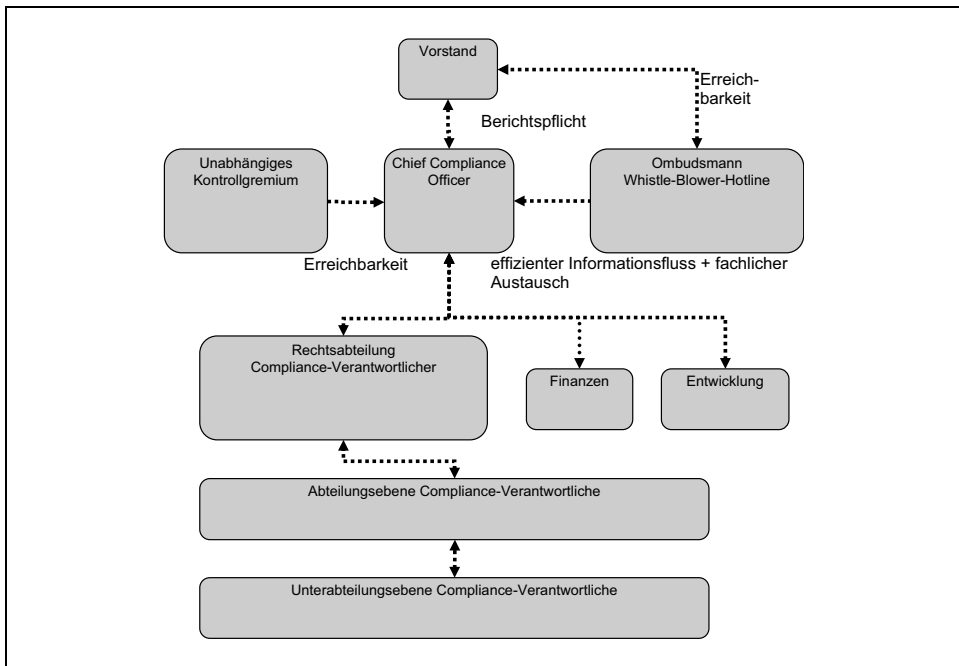 Vorstand
Erreich-
barkeit
Berichtspflicht
Unabhängiges
Kontrollgremium
Chief Compliance
Officer
Ombudsmann
Whistle-Blower-Hotline
Erreichbarkeit
effizienter Informationsfluss + fachlicher
Austausch
Rechtsabteilung
Compliance-Verantwortlicher
Finanzen
Entwicklung
Abteilungsebene Compliance-Verantwortliche
Unterabteilungsebene Compliance-Verantwortliche